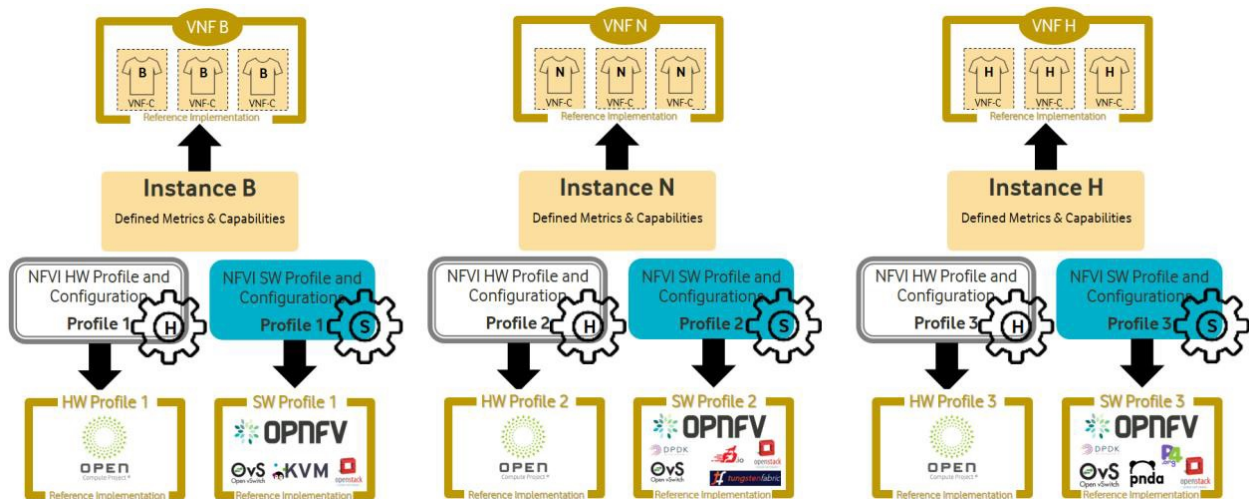 VNF B
B
B
B
VNF-C
VNF-C
VNF-C
Reference Implementation
Instance B
Defined Metrics & Capabilities
NFVI HW Profile and
Configuration
Profile 1
H
NFVI SW Profile and
Configurations
Profile 1
S
HW Profile 1
OPEN
Compute Project ®
Reference Implementation
SW Profile 1
OPNFV
OvS
Open vSwitch
KVM
openstack
Reference Implementation
VNF N
N
N
N
VNF-C
VNF-C
VNF-C
Reference Implementation
Instance N
Defined Metrics & Capabilities
NFVI HW Profile and
Configuration
Profile 2
H
NFVI SW Profile and
Configurations
Profile 2
S
HW Profile 2
OPEN
Compute Project ®
Reference Implementation
SW Profile 2
OPNFV
DPDK
.io
openstack
OvS
Open vSwitch
tungstenfabric
Reference Implementation
VNF H
H
H
H
VNF-C
VNF-C
VNF-C
Reference Implementation
Instance H
Defined Metrics & Capabilities
NFVI HW Profile and
Configuration
Profile 3
H
NFVI SW Profile and
Configurations
Profile 3
S
HW Profile 3
OPEN
Compute Project ®
Reference Implementation
SW Profile 3
OPNFV
DPDK
P4
OvS
Open vSwitch
pnda
openstack
Reference Implementation